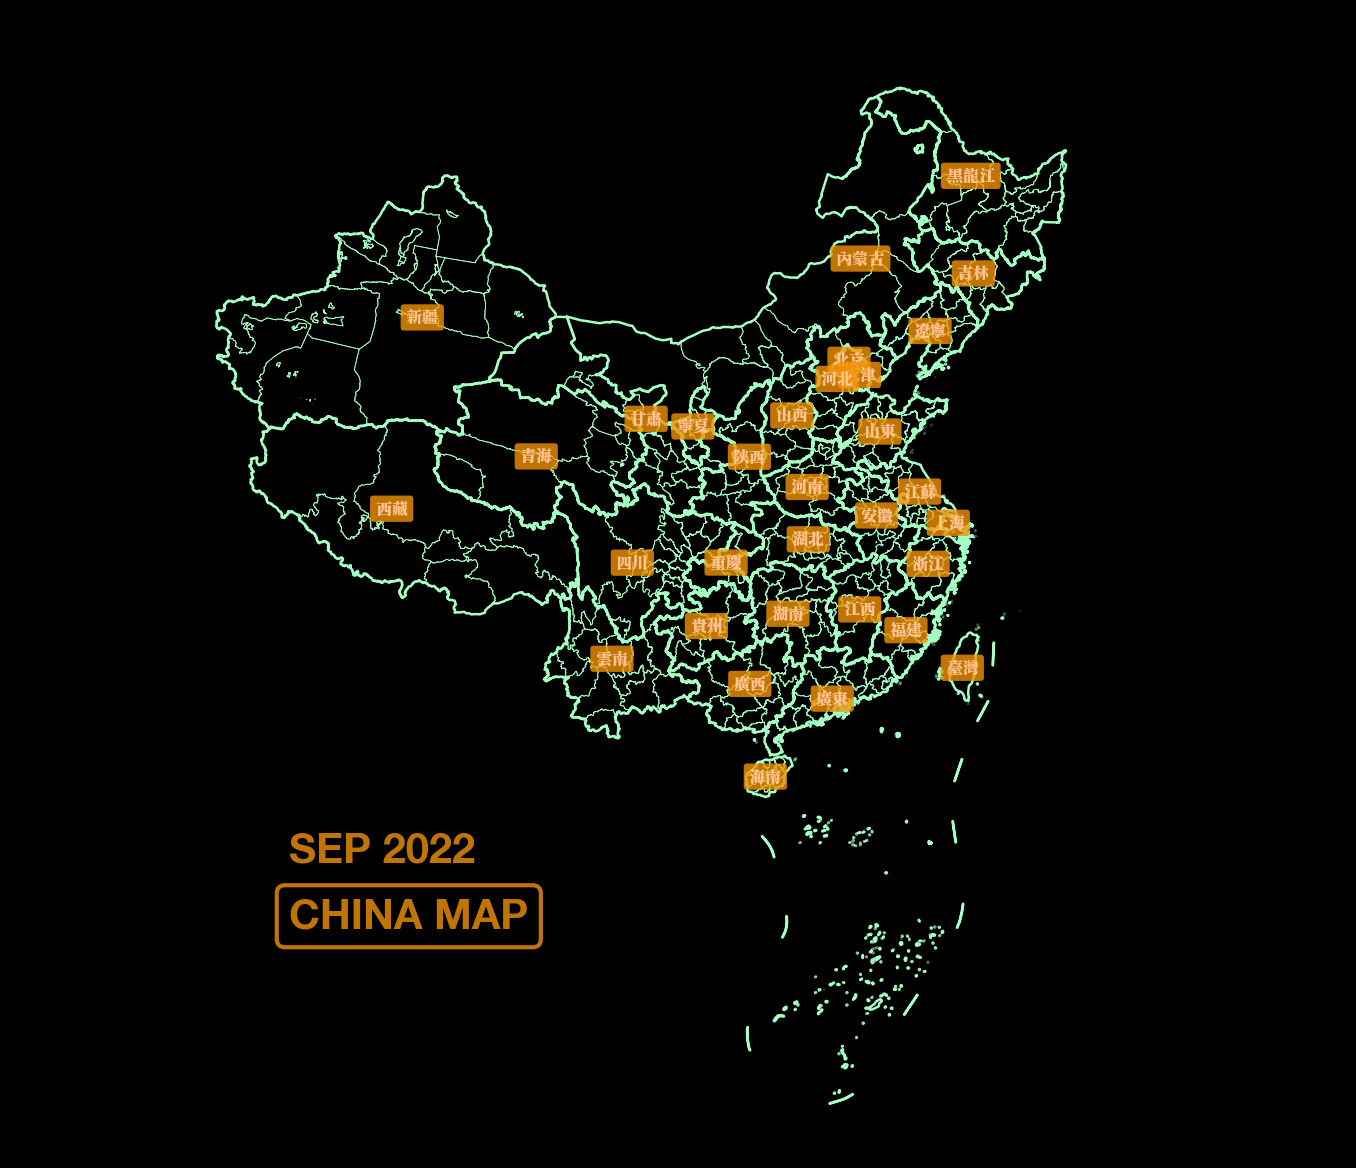 黑龍江
內蒙古
吉林
新疆
遼寧
北京
河北
津
山西
甘肅
寧夏
山東
青海
陝西
河南
江蘇
西藏
安徽
上海
湖北
四川
重慶
浙江
江西
湖南
貴州
福建
雲南
臺灣
廣西
廣東
海南
SEP 2022
CHINA MAP